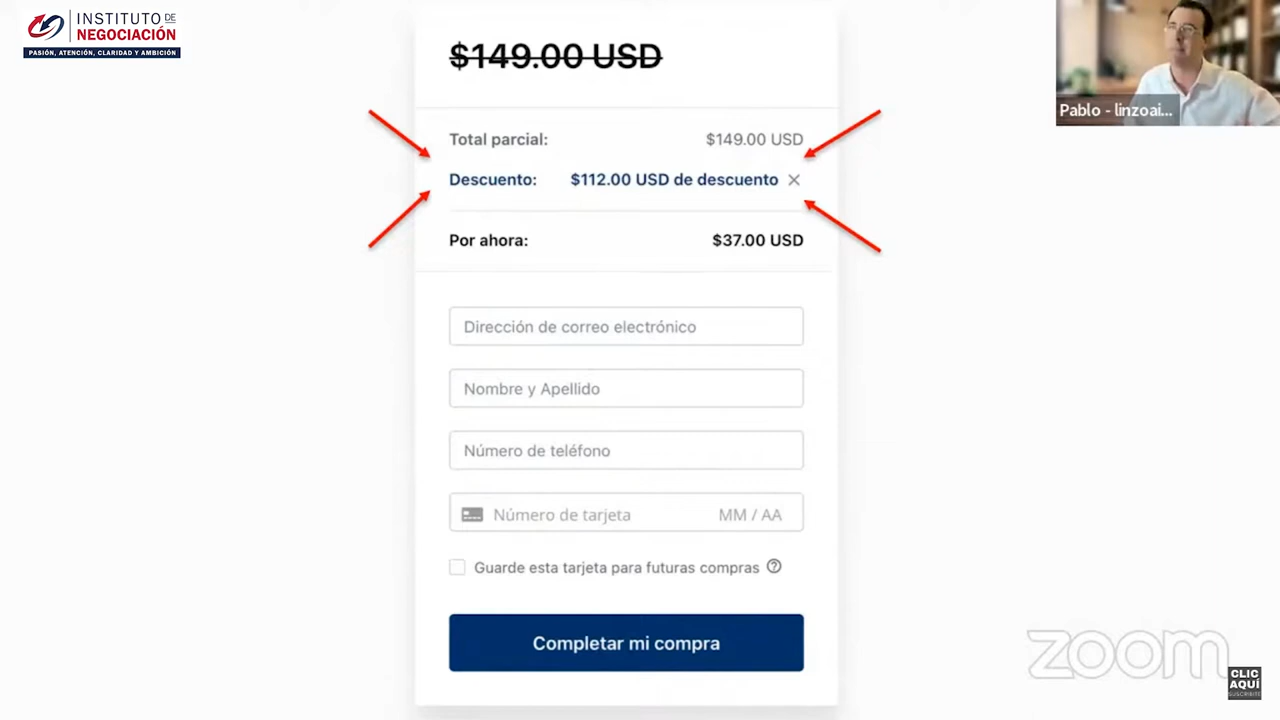 INSTITUTO DE
NEGOCIACIÓN
PASIÓN, ATENCIÓN, CLARIDAD Y AMBICIÓN
$149.00 USD
Pablo - linzoai...
Total parcial: $149.00 USD
Descuento: $112.00 USD de descuento
Por ahora: $37.00 USD
Dirección de correo electrónico
Nombre y Apellido
Número de teléfono
Número de tarjeta MM / AA
Guarde esta tarjeta para futuras compras
Completar mi compra
zoom
CLIC
AQUÍ
SUSCRIBITE